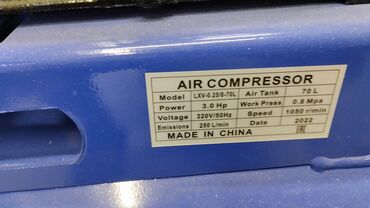 AIR COMPRESSOR
Model LXV-0.25/8-70L Air Tank 70 L
Power 3.0 Hp Work Press 0.8 Mpa
Voltage 220V/50Hz Speed 1050 r/min
Emissions 250 L/min Date 2022
MADE IN CHINA EAC